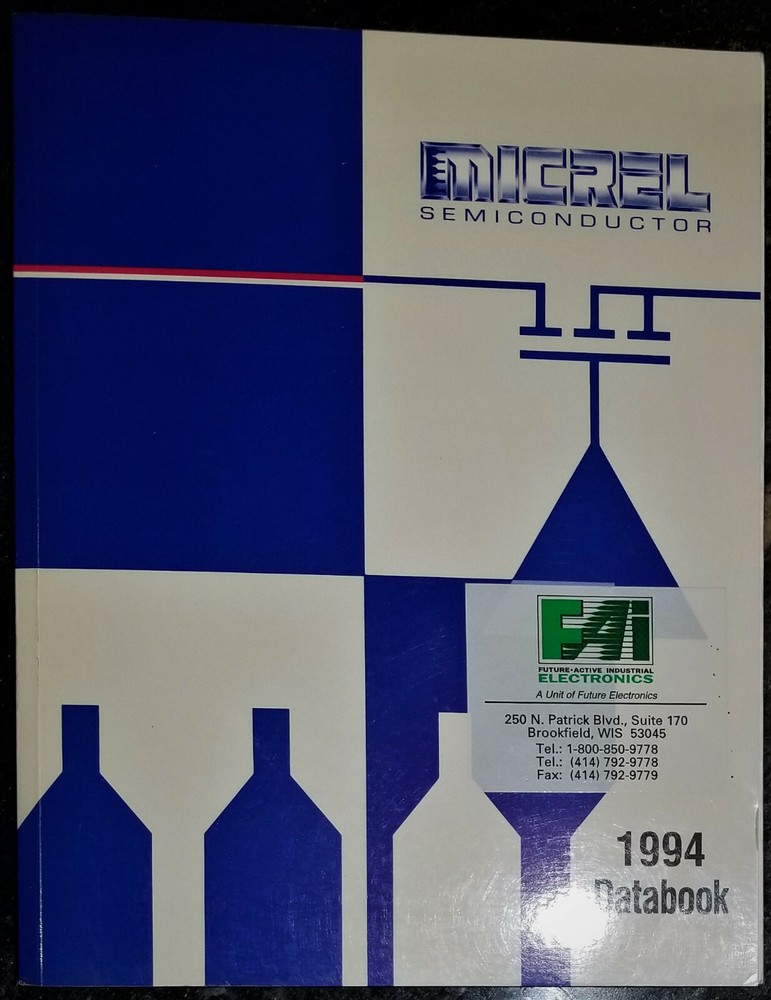 MICREL
SEMICONDUCTOR
FAi
FUTURE•ACTIVE INDUSTRIAL
ELECTRONICS
A Unit of Future Electronics
250 N. Patrick Blvd., Suite 170
Brookfield, WIS 53045
Tel.: 1-800-850-9778
Tel.: (414) 792-9778
Fax: (414) 792-9779
1994
Databook